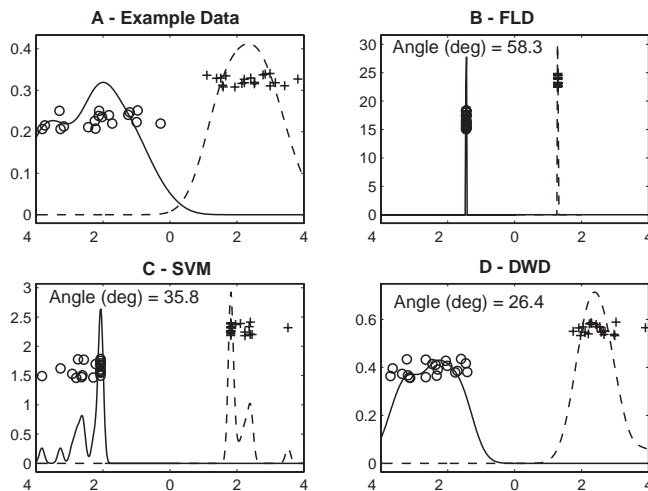 A - Example Data
0.4
0.3
0.2
0.1
0
4 2 0 2 4
B - FLD
Angle (deg) = 58.3
30
25
20
15
10
5
0
4 2 0 2 4
C - SVM
Angle (deg) = 35.8
3
2.5
2
1.5
1
0.5
0
4 2 0 2 4
D - DWD
Angle (deg) = 26.4
0.6
0.4
0.2
0
4 2 0 2 4